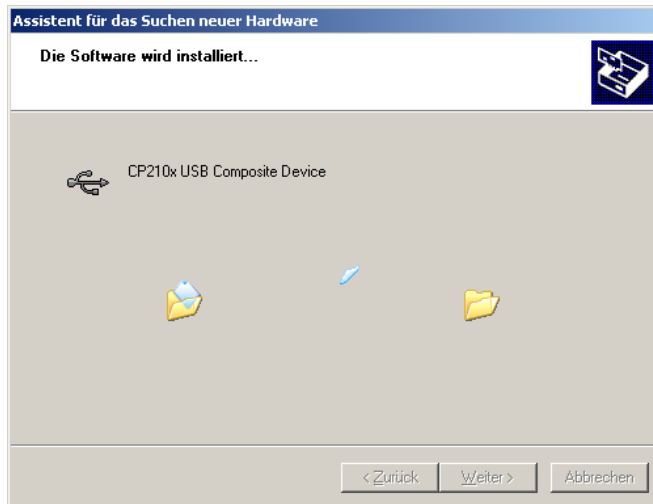 Assistent für das Suchen neuer Hardware
Die Software wird installiert...
CP210x USB Composite Device
< Zurück Weiter > Abbrechen